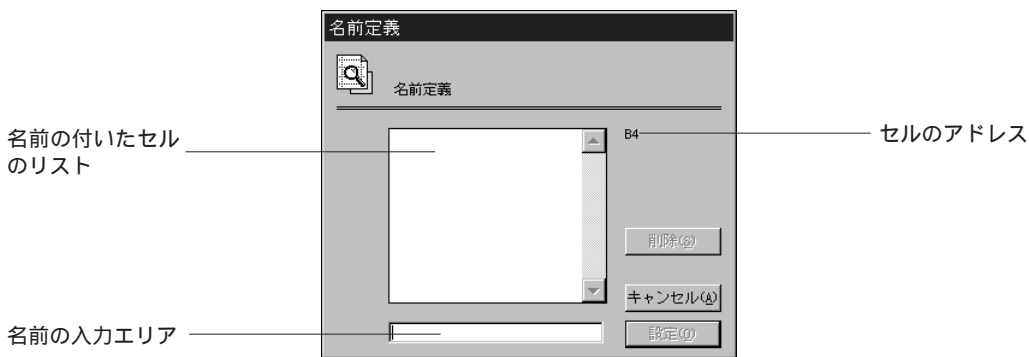 名前定義
名前定義
名前の付いたセル
のリスト
B4
セルのアドレス
削除(S)
キャンセル(A)
名前の入力エリア
設定(O)